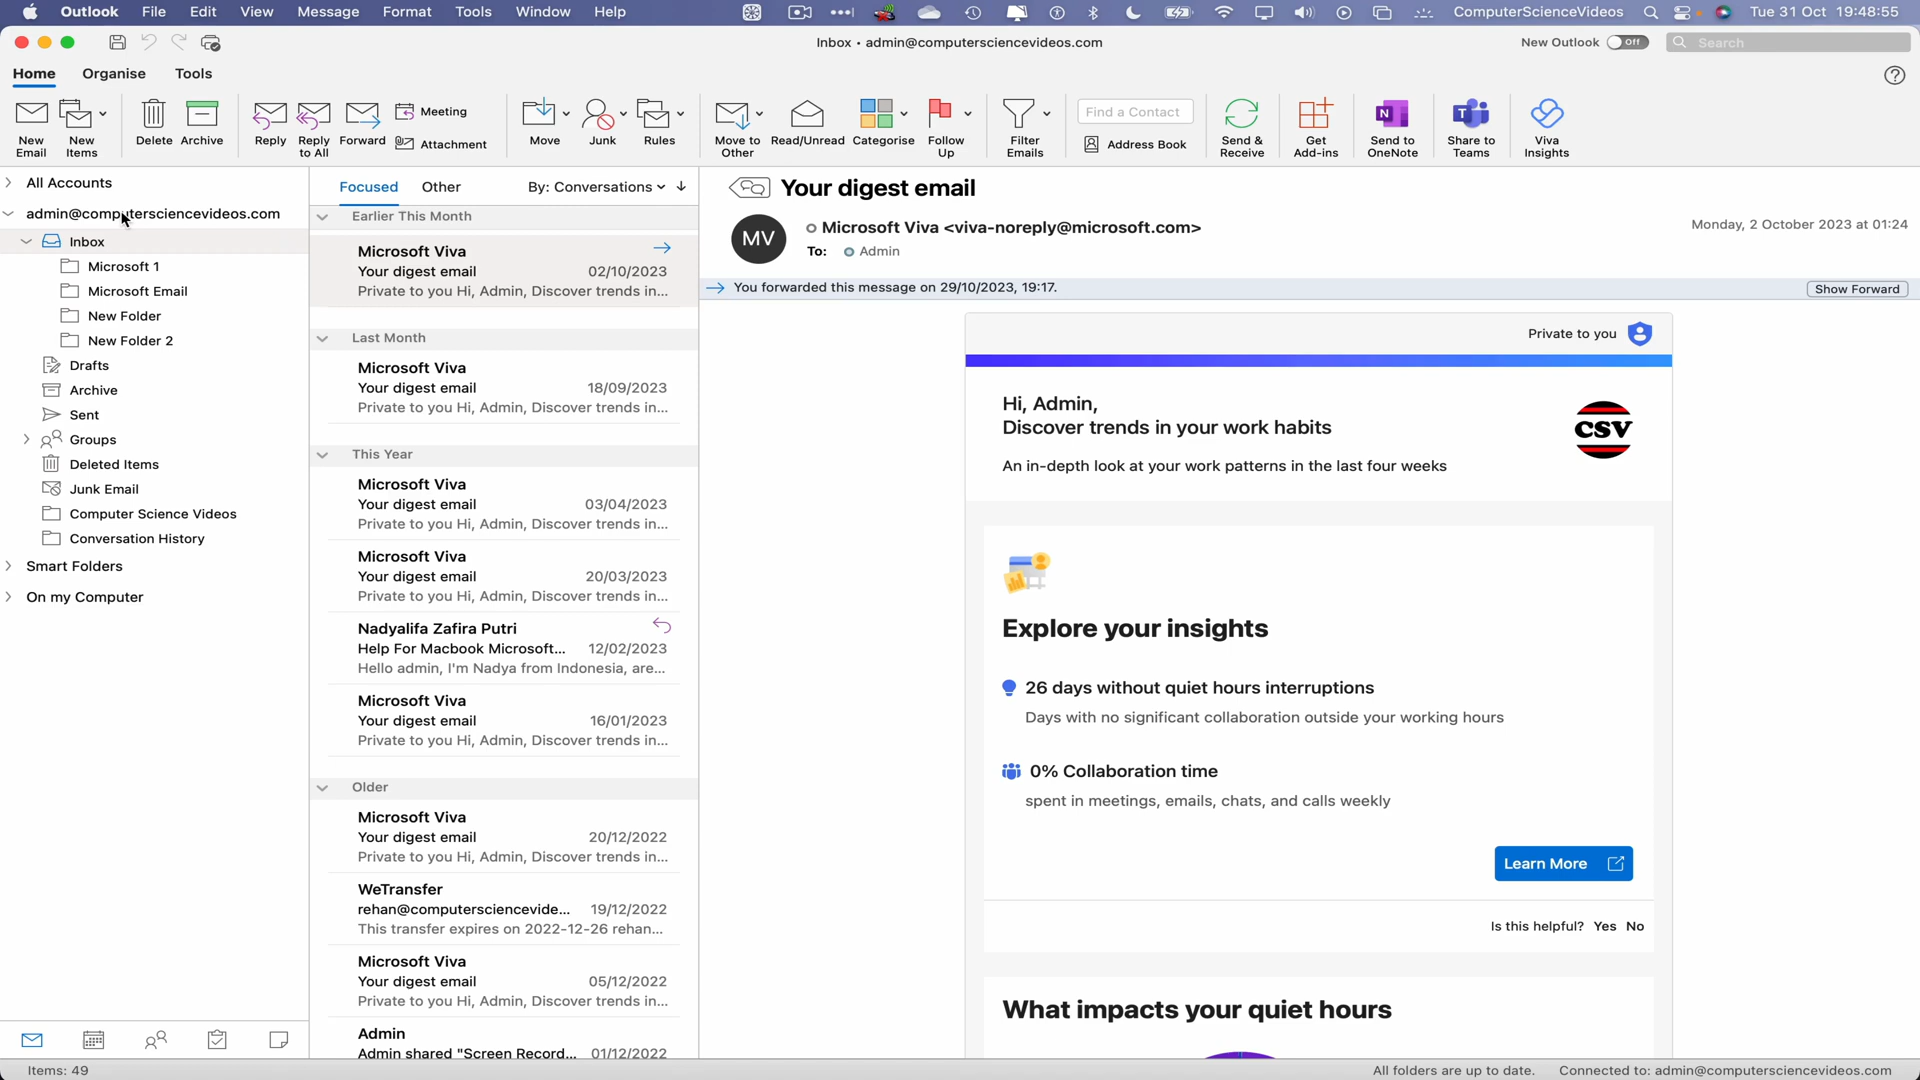 Outlook File Edit View Message Format Tools Window Help ComputerScienceVideos Tue 31 Oct 19:48:55
Inbox • admin@computersciencevideos.com New Outlook Off Search
Home Organise Tools
New Email
New Items
Delete
Archive
Reply
Reply to All
Forward
Meeting
Attachment
Move
Junk
Rules
Move to Other
Read/Unread
Categorise
Follow Up
Filter Emails
Find a Contact
Address Book
Send & Receive
Get Add-ins
Send to OneNote
Share to Teams
Viva Insights
All Accounts
admin@computersciencevideos.com
Inbox
Microsoft 1
Microsoft Email
New Folder
New Folder 2
Drafts
Archive
Sent
Groups
Deleted Items
Junk Email
Computer Science Videos
Conversation History
Smart Folders
On my Computer
Focused Other By: Conversations
Earlier This Month
Microsoft Viva
Your digest email 02/10/2023
Private to you Hi, Admin, Discover trends in...
Last Month
Microsoft Viva
Your digest email 18/09/2023
Private to you Hi, Admin, Discover trends in...
This Year
Microsoft Viva
Your digest email 03/04/2023
Private to you Hi, Admin, Discover trends in...
Microsoft Viva
Your digest email 20/03/2023
Private to you Hi, Admin, Discover trends in...
Nadyalifa Zafira Putri
Help For Macbook Microsoft... 12/02/2023
Hello admin, I'm Nadya from Indonesia, are...
Microsoft Viva
Your digest email 16/01/2023
Private to you Hi, Admin, Discover trends in...
Older
Microsoft Viva
Your digest email 20/12/2022
Private to you Hi, Admin, Discover trends in...
WeTransfer
rehan@computersciencevide... 19/12/2022
This transfer expires on 2022-12-26 rehan...
Microsoft Viva
Your digest email 05/12/2022
Private to you Hi, Admin, Discover trends in...
Admin
Admin shared "Screen Record... 01/12/2022
Your digest email
MV
Microsoft Viva <viva-noreply@microsoft.com>
To: Admin
Monday, 2 October 2023 at 01:24
You forwarded this message on 29/10/2023, 19:17. Show Forward
Private to you
Hi, Admin,
Discover trends in your work habits
CSV
An in-depth look at your work patterns in the last four weeks
Explore your insights
26 days without quiet hours interruptions
Days with no significant collaboration outside your working hours
0% Collaboration time
spent in meetings, emails, chats, and calls weekly
Learn More
Is this helpful? Yes No
What impacts your quiet hours
Items: 49 All folders are up to date. Connected to: admin@computersciencevideos.com